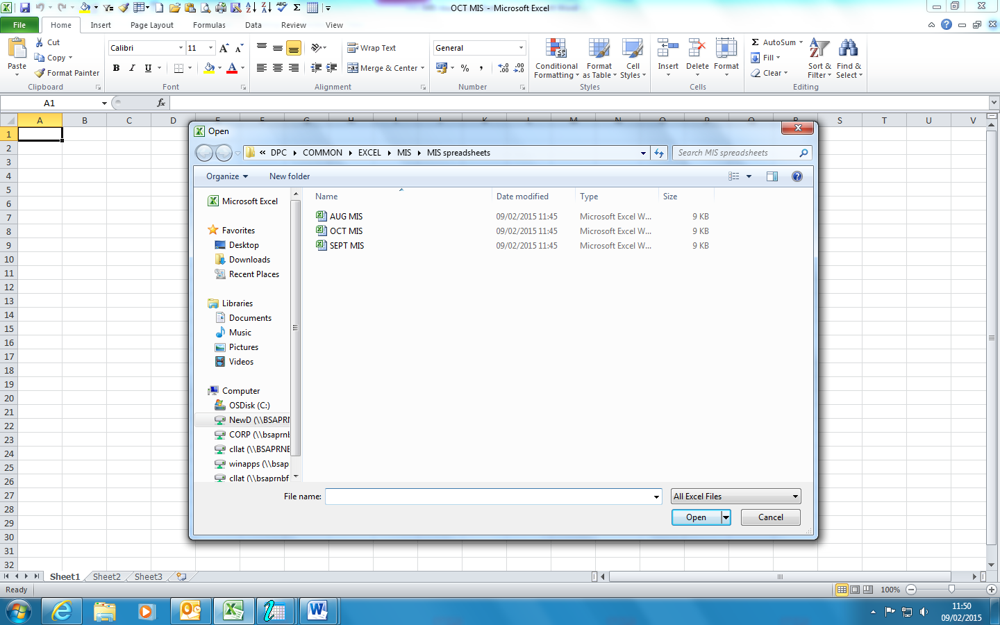 OCT MIS - Microsoft Excel
File Home Insert Page Layout Formulas Data Review View
Cut
Copy
Format Painter
Paste
Clipboard
Calibri 11
B I U
Font
Wrap Text
Merge & Center
Alignment
General
% ,
Number
Conditional Formatting
Format as Table
Cell Styles
Styles
Insert Delete Format
Cells
Σ AutoSum
Fill
Clear
Sort & Filter
Find & Select
Editing
A1 fx
A B C D E F G H I J K L M N O P Q R S T U V
1
2
3
4
5
6
7
8
9
10
11
12
13
14
15
16
17
18
19
20
21
22
23
24
25
26
27
28
29
30
31
32
Open
« DPC COMMON EXCEL MIS MIS spreadsheets
Search MIS spreadsheets
Organize New folder
Microsoft Excel
Favorites
Desktop
Downloads
Recent Places
Libraries
Documents
Music
Pictures
Videos
Computer
OSDisk (C:)
NewD (\\BSAPRN
CORP (\\bsaprnb
cllat (\\BSAPRNE
winapps (\\bsap
cllat (\\bsaprnbf
Name Date modified Type Size
AUG MIS 09/02/2015 11:45 Microsoft Excel W... 9 KB
OCT MIS 09/02/2015 11:45 Microsoft Excel W... 9 KB
SEPT MIS 09/02/2015 11:45 Microsoft Excel W... 9 KB
File name: All Excel Files
Open Cancel
Sheet1 Sheet2 Sheet3
Ready 100%
11:50
09/02/2015